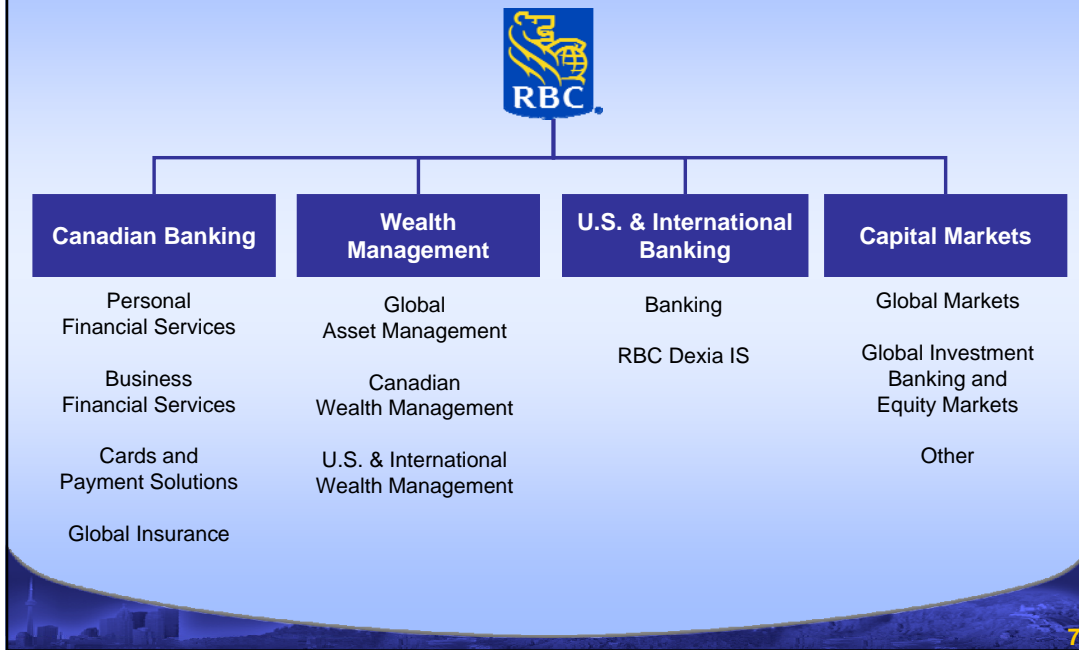 RBC
Canadian Banking
Personal
Financial Services
Business
Financial Services
Cards and
Payment Solutions
Global Insurance
Wealth
Management
Global
Asset Management
Canadian
Wealth Management
U.S. & International
Wealth Management
U.S. & International
Banking
Banking
RBC Dexia IS
Capital Markets
Global Markets
Global Investment
Banking and
Equity Markets
Other
7